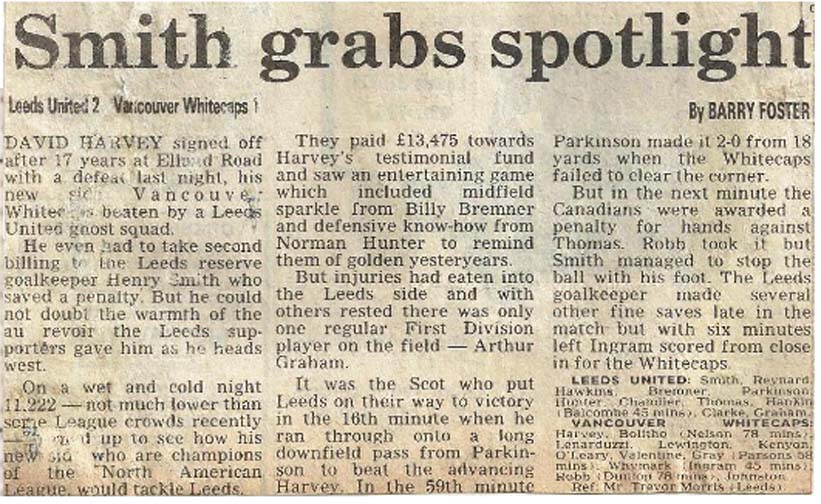 Smith grabs spotlight
Leeds United 2 Vancouver Whitecaps 1
By BARRY FOSTER
DAVID HARVEY signed off
after 17 years at Elland Road
with a defeat last night, his
new side Vancouver
Whitecaps beaten by a Leeds
United ghost squad.
He even had to take second
billing to the Leeds reserve
goalkeeper Henry Smith who
saved a penalty. But he could
not doubt the warmth of the
au revoir the Leeds sup-
porters gave him as he heads
west.
On a wet and cold night
11,222 — not much lower than
some League crowds recently
up to see how his
new side who are champions
of the North American
League, would tackle Leeds.
They paid £13,475 towards
Harvey's testimonial fund
and saw an entertaining game
which included midfield
sparkle from Billy Bremner
and defensive know-how from
Norman Hunter to remind
them of golden yesteryears.
But injuries had eaten into
the Leeds side and with
others rested there was only
one regular First Division
player on the field — Arthur
Graham.
It was the Scot who put
Leeds on their way to victory
in the 16th minute when he
ran through onto a long
downfield pass from Parkin-
son to beat the advancing
Harvey. In the 59th minute
Parkinson made it 2-0 from 18
yards when the Whitecaps
failed to clear the corner.
But in the next minute the
Canadians were awarded a
penalty for hands against
Thomas. Robb took it but
Smith managed to stop the
ball with his foot. The Leeds
goalkeeper made several
other fine saves late in the
match but with six minutes
left Ingram scored from close
in for the Whitecaps.
LEEDS UNITED: Smith, Reynard,
Hawkins, Bremner, Parkinson,
Hunter, Chandler, Thomas, Hankin
(Balcombe 45 mins), Clarke, Graham.
VANCOUVER WHITECAPS:
Harvey, Bolitho (Nelson 78 mins),
Lenarduzzi, Lewington, Kenyon,
O'Leary, Valentine, Gray (Parsons 58
mins), Whymark (Ingram 45 mins),
Robb (Dunlop 78 mins), Johnston.
Ref: Mr. Trevor Morris (Leeds).